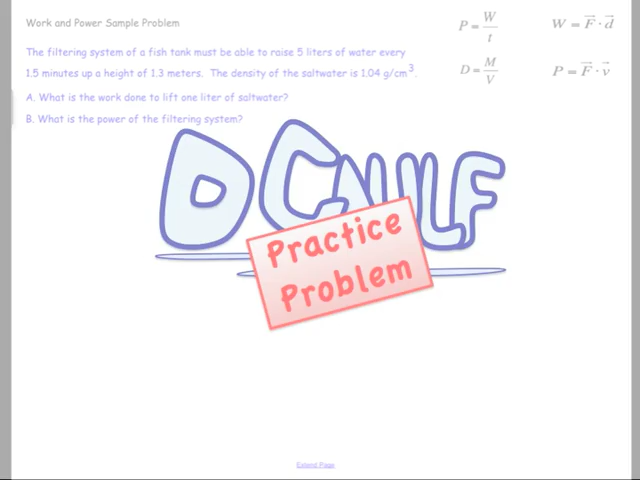 Work and Power Sample Problem
The filtering system of a fish tank must be able to raise 5 liters of water every
1.5 minutes up a height of 1.3 meters. The density of the saltwater is 1.04 g/cm³.
A. What is the work done to lift one liter of saltwater?
B. What is the power of the filtering system?
P = W/t
W = F⃗ · d⃗
D = M/V
P = F⃗ · v⃗
Practice
Problem
Extend Page